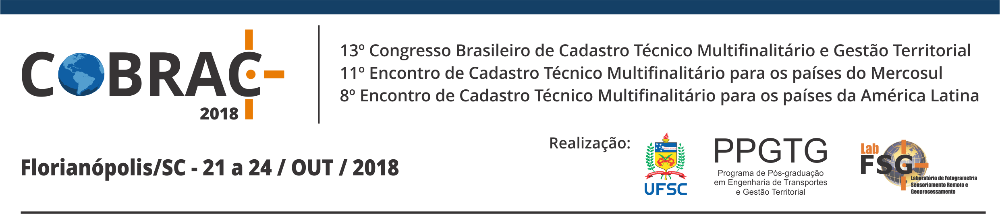 COBRAC
2018
13º Congresso Brasileiro de Cadastro Técnico Multifinalitário e Gestão Territorial
11º Encontro de Cadastro Técnico Multifinalitário para os países do Mercosul
8º Encontro de Cadastro Técnico Multifinalitário para os países da América Latina
Florianópolis/SC - 21 a 24 / OUT / 2018
Realização:
UFSC
PPGTG
Programa de Pós-graduação
em Engenharia de Transportes
e Gestão Territorial
Lab
FSG
Laboratório de Fotogrametria
Sensoriamento Remoto e
Geoprocessamento